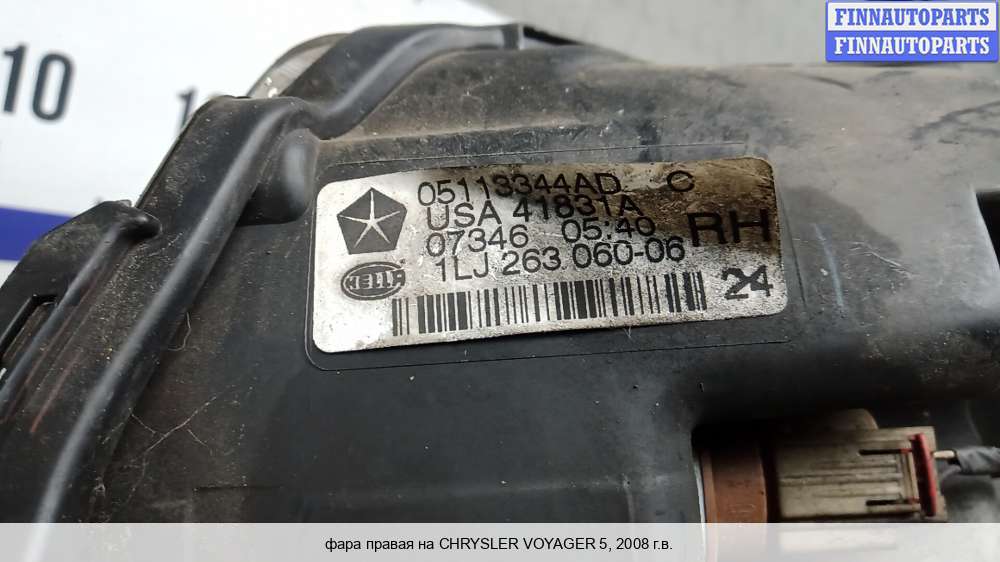 FINNAUTOPARTS
FINNAUTOPARTS
10
05113344AD C
USA 41831A
07346 05:40 RH
1LJ 263 060-06
HELLA
24
фара правая на CHRYSLER VOYAGER 5, 2008 г.в.